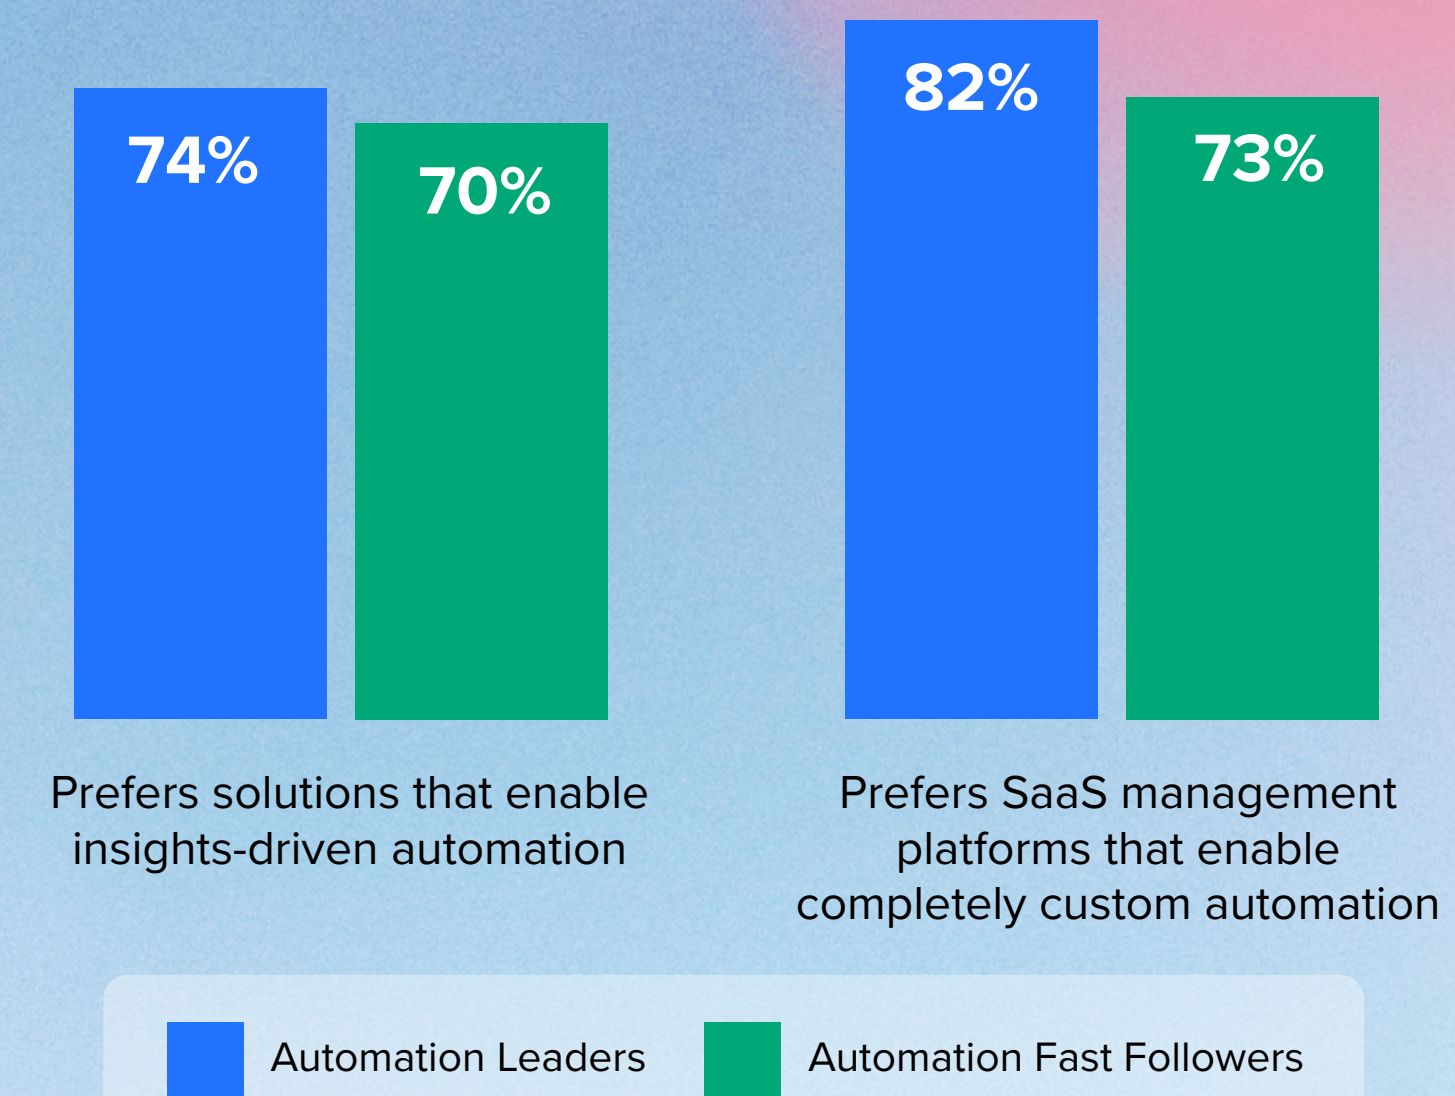 74%
70%
82%
73%
Prefers solutions that enable
insights-driven automation
Prefers SaaS management
platforms that enable
completely custom automation
Automation Leaders
Automation Fast Followers